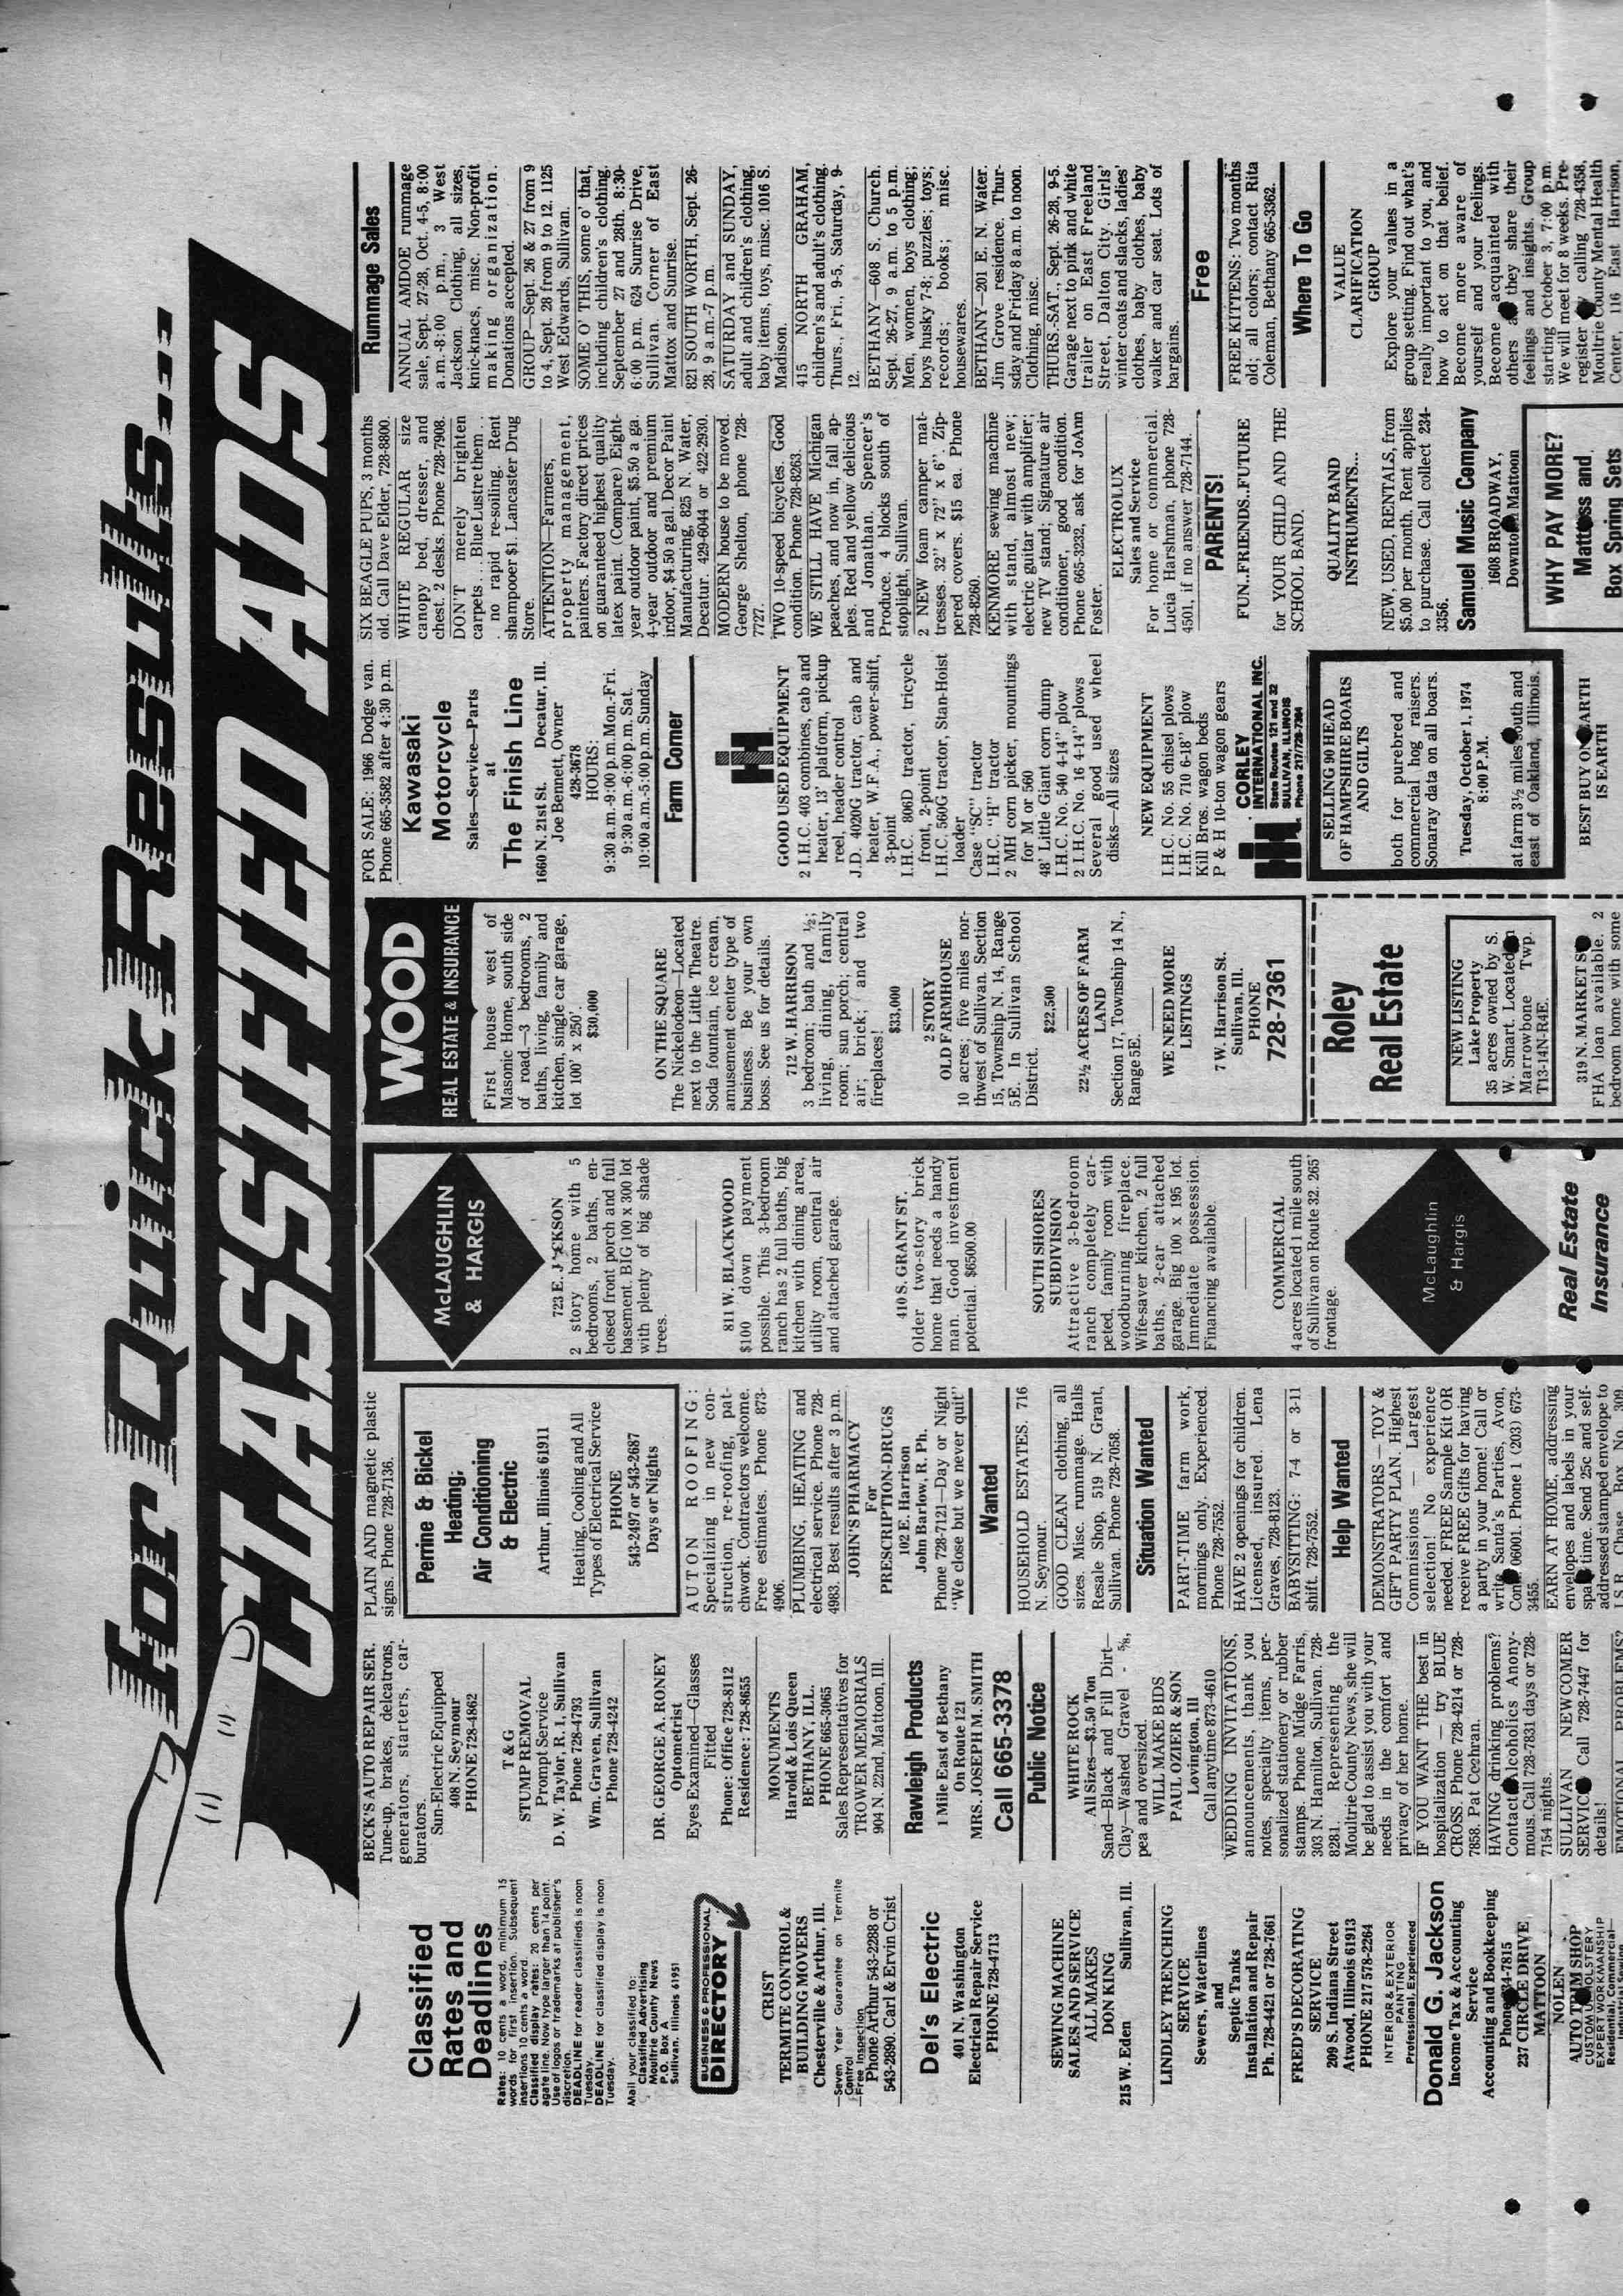 for Quick Results...
CLASSIFIED ADS
Classified
Rates and
Deadlines
Rates: 10 cents a word, minimum 15
words for first insertion. Subsequent
insertions 10 cents a word.
Classified display rates: 20 cents per
agate line. Now type larger than 14 point.
Use of logos or trademarks at publisher's
discretion.
DEADLINE for reader classifieds is noon
Tuesday.
DEADLINE for classified display is noon
Tuesday.
Mail your classified to:
Classified Advertising
Moultrie County News
P.O. Box A
Sullivan, Illinois 61951
BUSINESS & PROFESSIONAL
DIRECTORY
CRIST
TERMITE CONTROL &
BUILDING MOVERS
Chesterville & Arthur, Ill.
—Seven Year Guarantee on Termite
Control
—Free Inspection
Phone Arthur 543-2288 or
543-2890. Carl & Ervin Crist
Del's Electric
401 N. Washington
Electrical Repair Service
PHONE 728-4713
SEWING MACHINE
SALES AND SERVICE
ALL MAKES
DON KING
215 W. Eden Sullivan, Ill.
LINDLEY TRENCHING
SERVICE
Sewers, Waterlines
and
Septic Tanks
Installation and Repair
Ph. 728-4421 or 728-7661
FRED'S DECORATING
SERVICE
209 S. Indiana Street
Atwood, Illinois 61913
PHONE 217 578-2264
INTERIOR & EXTERIOR
PAINTING
Professional, Experienced
Donald G. Jackson
Income Tax & Accounting
Service
Accounting and Bookkeeping
237 CIRCLE DRIVE
MATTOON
NOLEN
AUTO TRIM SHOP
CUSTOM UPHOLSTERY
EXPERT WORKMANSHIP
Residential, Commercial—
BECK'S AUTO REPAIR SER.
Tune-up, brakes, delcatrons,
generators, starters, car-
burators.
Sun-Electric Equipped
408 N. Seymour
PHONE 728-4862
T & G
STUMP REMOVAL
Prompt Service
D. W. Taylor, R. 1, Sullivan
Phone 728-4793
Wm. Graven, Sullivan
Phone 728-4242
DR. GEORGE A. RONEY
Optometrist
Eyes Examined—Glasses
Fitted
Phone: Office 728-8112
Residence: 728-8655
MONUMENTS
Harold & Lois Queen
BETHANY, ILL.
PHONE 665-3065
Sales Representatives for
TROWER MEMORIALS
904 N. 22nd, Mattoon, Ill.
Rawleigh Products
1 Mile East of Bethany
On Route 121
MRS. JOSEPH M. SMITH
Call 665-3378
Public Notice
WHITE ROCK
All Sizes—$3.50 Ton
Sand—Black and Fill Dirt—
Clay—Washed Gravel - ⅝,
pea and oversized.
WILL MAKE BIDS
PAUL OZIER & SON
Lovington, Ill
Call anytime 873-4610
WEDDING INVITATIONS,
announcements, thank you
notes, specialty items, per-
sonalized stationery or rubber
stamps. Phone Midge Farris,
303 N. Hamilton, Sullivan. 728-
8281. Representing the
Moultrie County News, she will
be glad to assist you with your
needs in the comfort and
privacy of her home.
IF YOU WANT THE best in
hospitalization — try BLUE
CROSS. Phone 728-4214 or 728-
7858. Pat Cochran.
HAVING drinking problems?
Contact Alcoholics Anony-
mous. Call 728-7831 days or 728-
7154 nights.
SULLIVAN NEWCOMER
SERVICE Call 728-7447 for
details!
EMOTIONAL PROBLEMS?
PLAIN AND magnetic plastic
signs. Phone 728-7136.
Perrine & Bickel
Heating;
Air Conditioning
& Electric
Arthur, Illinois 61911
Heating, Cooling and All
Types of Electrical Service
PHONE
543-2497 or 543-2687
Days or Nights
AUTON ROOFING:
Specializing in new con-
struction, re-roofing, pat-
chwork. Contractors welcome.
Free estimates. Phone 873-
4906.
PLUMBING, HEATING and
electrical service. Phone 728-
4983. Best results after 3 p.m.
JOHN'S PHARMACY
For
PRESCRIPTION-DRUGS
102 E. Harrison
John Barlow, R. Ph.
Phone 728-7121—Day or Night
"We close but we never quit"
Wanted
HOUSEHOLD ESTATES. 716
N. Seymour.
GOOD CLEAN clothing, all
sizes. Misc. rummage. Halls
Resale Shop, 519 N. Grant,
Sullivan. Phone 728-7058.
Situation Wanted
PART-TIME farm work,
mornings only. Experienced.
Phone 728-7552.
HAVE 2 openings for children.
Licensed, insured. Lena
Graves, 728-8123.
BABYSITTING: 7-4 or 3-11
shift. 728-7552.
Help Wanted
DEMONSTRATORS — TOY &
GIFT PARTY PLAN. Highest
Commissions — Largest
selection! No experience
needed. FREE Sample Kit OR
receive FREE Gifts for having
a party in your home! Call or
write Santa's Parties, Avon,
Conn. 06001. Phone 1 (203) 673-
3455.
EARN AT HOME, addressing
envelopes and labels in your
spare time. Send 25c and self-
addressed stamped envelope to
McLAUGHLIN
& HARGIS
723 E. JACKSON
2 story home with 5
bedrooms, 2 baths, en-
closed front porch and full
basement. BIG 100 x 300 lot
with plenty of big shade
trees.
811 W. BLACKWOOD
$100 down payment
possible. This 3-bedroom
ranch has 2 full baths, big
kitchen with dining area,
utility room, central air
and attached garage.
410 S. GRANT ST.
Older two-story brick
home that needs a handy
man. Good investment
potential. $6500.00
SOUTH SHORES
SUBDIVISION
Attractive 3-bedroom
ranch completely car-
peted, family room with
woodburning fireplace.
Wife-saver kitchen, 2 full
baths, 2-car attached
garage. Big 100 x 195 lot.
Immediate possession.
Financing available.
COMMERCIAL
4 acres located 1 mile south
of Sullivan on Route 32. 265'
frontage.
McLaughlin
& Hargis
Real Estate
Insurance
WOOD
REAL ESTATE & INSURANCE
First house west of
Masonic Home, south side
of road.—3 bedrooms, 2
baths, living, family and
kitchen, single car garage,
lot 100' x 250'.
$30,000
ON THE SQUARE
The Nickelodeon—Located
next to the Little Theatre.
Soda fountain, ice cream,
amusement center type of
business. Be your own
boss. See us for details.
712 W. HARRISON
3 bedroom; bath and ½;
living, dining, family
room; sun porch; central
air; brick; and two
fireplaces!
$33,000
2 STORY
OLD FARMHOUSE
10 acres; five miles nor-
thwest of Sullivan. Section
15, Township N. 14, Range
5E. In Sullivan School
District.
$22,500
22½ ACRES OF FARM
LAND
Section 17, Township 14 N.,
Range 5E.
WE NEED MORE
LISTINGS
7 W. Harrison St.
Sullivan, Ill.
PHONE
728-7361
Roley
Real Estate
NEW LISTING
Lake Property
35 acres owned by S.
W. Smart. Located in
Marrowbone Twp.
T13-14N-R4E.
319 N. MARKET ST
FHA loan available. 2
bedroom home with some
FOR SALE: 1966 Dodge van.
Phone 665-3582 after 4:30 p.m.
Kawasaki
Motorcycle
Sales—Service—Parts
at
The Finish Line
1660 N. 21st St. Decatur, Ill.
Joe Bennett, Owner
428-3678
HOURS:
9:30 a.m.-9:00 p.m. Mon.-Fri.
9:30 a.m.-6:00 p.m. Sat.
10:00 a.m.-5:00 p.m. Sunday
Farm Corner
GOOD USED EQUIPMENT
2 I.H.C. 403 combines, cab and
heater, 13' platform, pickup
reel, header control
J.D. 4020G tractor, cab and
heater, W.F.A., power-shift,
3-point
I.H.C. 806D tractor, tricycle
front, 2-point
I.H.C. 560G tractor, Stan-Hoist
loader
Case "SC" tractor
I.H.C. "H" tractor
2 MH corn picker, mountings
for M or 560
48' Little Giant corn dump
I.H.C. No. 540 4-14" plow
2 I.H.C. No. 16 4-14" plows
Several good used wheel
disks—All sizes
NEW EQUIPMENT
I.H.C. No. 55 chisel plows
I.H.C. No. 710 6-18" plow
Kill Bros. wagon beds
P & H 10-ton wagon gears
CORLEY
INTERNATIONAL INC.
State Routes 121 and 32
SULLIVAN, ILLINOIS
Phone 217/728-7364
SELLING 90 HEAD
OF HAMPSHIRE BOARS
AND GILTS
both for purebred and
commercial hog raisers.
Sonaray data on all boars.
Tuesday, October 1, 1974
8:00 P.M.
at farm 3½ miles south and
east of Oakland, Illinois.
BEST BUY ON EARTH
IS EARTH
SIX BEAGLE PUPS, 3 months
old. Call Dave Elder, 728-8800.
WHITE REGULAR size
canopy bed, dresser, and
chest. 2 desks. Phone 728-7908.
DON'T merely brighten
carpets . . . Blue Lustre them . .
. no rapid re-soiling. Rent
shampooer $1. Lancaster Drug
Store.
ATTENTION—Farmers,
property management,
painters. Factory direct prices
on guaranteed highest quality
latex paint. (Compare) Eight-
year outdoor paint, $5.50 a ga.
4-year outdoor and premium
indoor, $4.50 a gal. Decor Paint
Manufacturing, 825 N. Water,
Decatur. 429-6044 or 422-2930.
MODERN house to be moved.
George Shelton, phone 728-
7727.
TWO 10-speed bicycles. Good
condition. Phone 728-8263.
WE STILL HAVE Michigan
peaches, and now in, fall ap-
ples. Red and yellow delicious
and Jonathan. Spencer's
Produce. 4 blocks south of
stoplight, Sullivan.
2 NEW foam camper mat-
tresses. 32" x 72" x 6". Zip-
pered covers. $15 ea. Phone
728-8260.
KENMORE sewing machine
with stand, almost new;
electric guitar with amplifier;
new TV stand; Signature air
conditioner, good condition.
Phone 665-3232, ask for JoAnn
Foster.
ELECTROLUX
Sales and Service
For home or commercial.
Lucia Harshman, phone 728-
4501, if no answer 728-7144.
PARENTS!
FUN..FRIENDS..FUTURE
for YOUR CHILD AND THE
SCHOOL BAND.
QUALITY BAND
INSTRUMENTS...
NEW, USED, RENTALS, from
$5.00 per month. Rent applies
to purchase. Call collect 234-
3356.
Samuel Music Company
1608 BROADWAY,
Downtown Mattoon
WHY PAY MORE?
Mattress and
Box Spring Sets
Rummage Sales
ANNUAL AMDOE rummage
sale, Sept. 27-28, Oct. 4-5, 8:00
a.m.-8:00 p.m., 3 West
Jackson. Clothing, all sizes,
knic-knacs, misc. Non-profit
making organization.
Donations accepted.
GROUP—Sept. 26 & 27 from 9
to 4, Sept. 28 from 9 to 12. 1125
West Edwards, Sullivan.
SOME O' THIS, some o' that,
including children's clothing.
September 27 and 28th. 8:30-
6:00 p.m. 624 Sunrise Drive,
Sullivan. Corner of East
Mattox and Sunrise.
821 SOUTH WORTH, Sept. 26-
28, 9 a.m.-7 p.m.
SATURDAY and SUNDAY,
adult and children's clothing,
baby items, toys, misc. 1016 S.
Madison.
415 NORTH GRAHAM,
children's and adult's clothing.
Thurs., Fri., 9-5, Saturday, 9-
12.
BETHANY—608 S. Church.
Sept. 26-27, 9 a.m. to 5 p.m.
Men, women, boys clothing;
boys husky 7-8; puzzles; toys;
records; books; misc.
housewares.
BETHANY—201 E. N. Water.
Jim Grove residence. Thur-
sday and Friday 8 a.m. to noon.
Clothing, misc.
THURS.-SAT., Sept. 26-28, 9-5.
Garage next to pink and white
trailer on East Freeland
Street, Dalton City. Girls'
winter coats and slacks, ladies'
clothes, baby clothes, baby
walker and car seat. Lots of
bargains.
Free
FREE KITTENS: Two months
old; all colors; contact Rita
Coleman, Bethany 665-3362.
Where To Go
VALUE
CLARIFICATION
GROUP
Explore your values in a
group setting. Find out what's
really important to you, and
how to act on that belief.
Become more aware of
yourself and your feelings.
Become acquainted with
others as they share their
feelings and insights. Group
starting October 3, 7:00 p.m.
We will meet for 8 weeks. Pre-
register by calling 728-4358,
Moultrie County Mental Health
Center, 116 East Harrison,